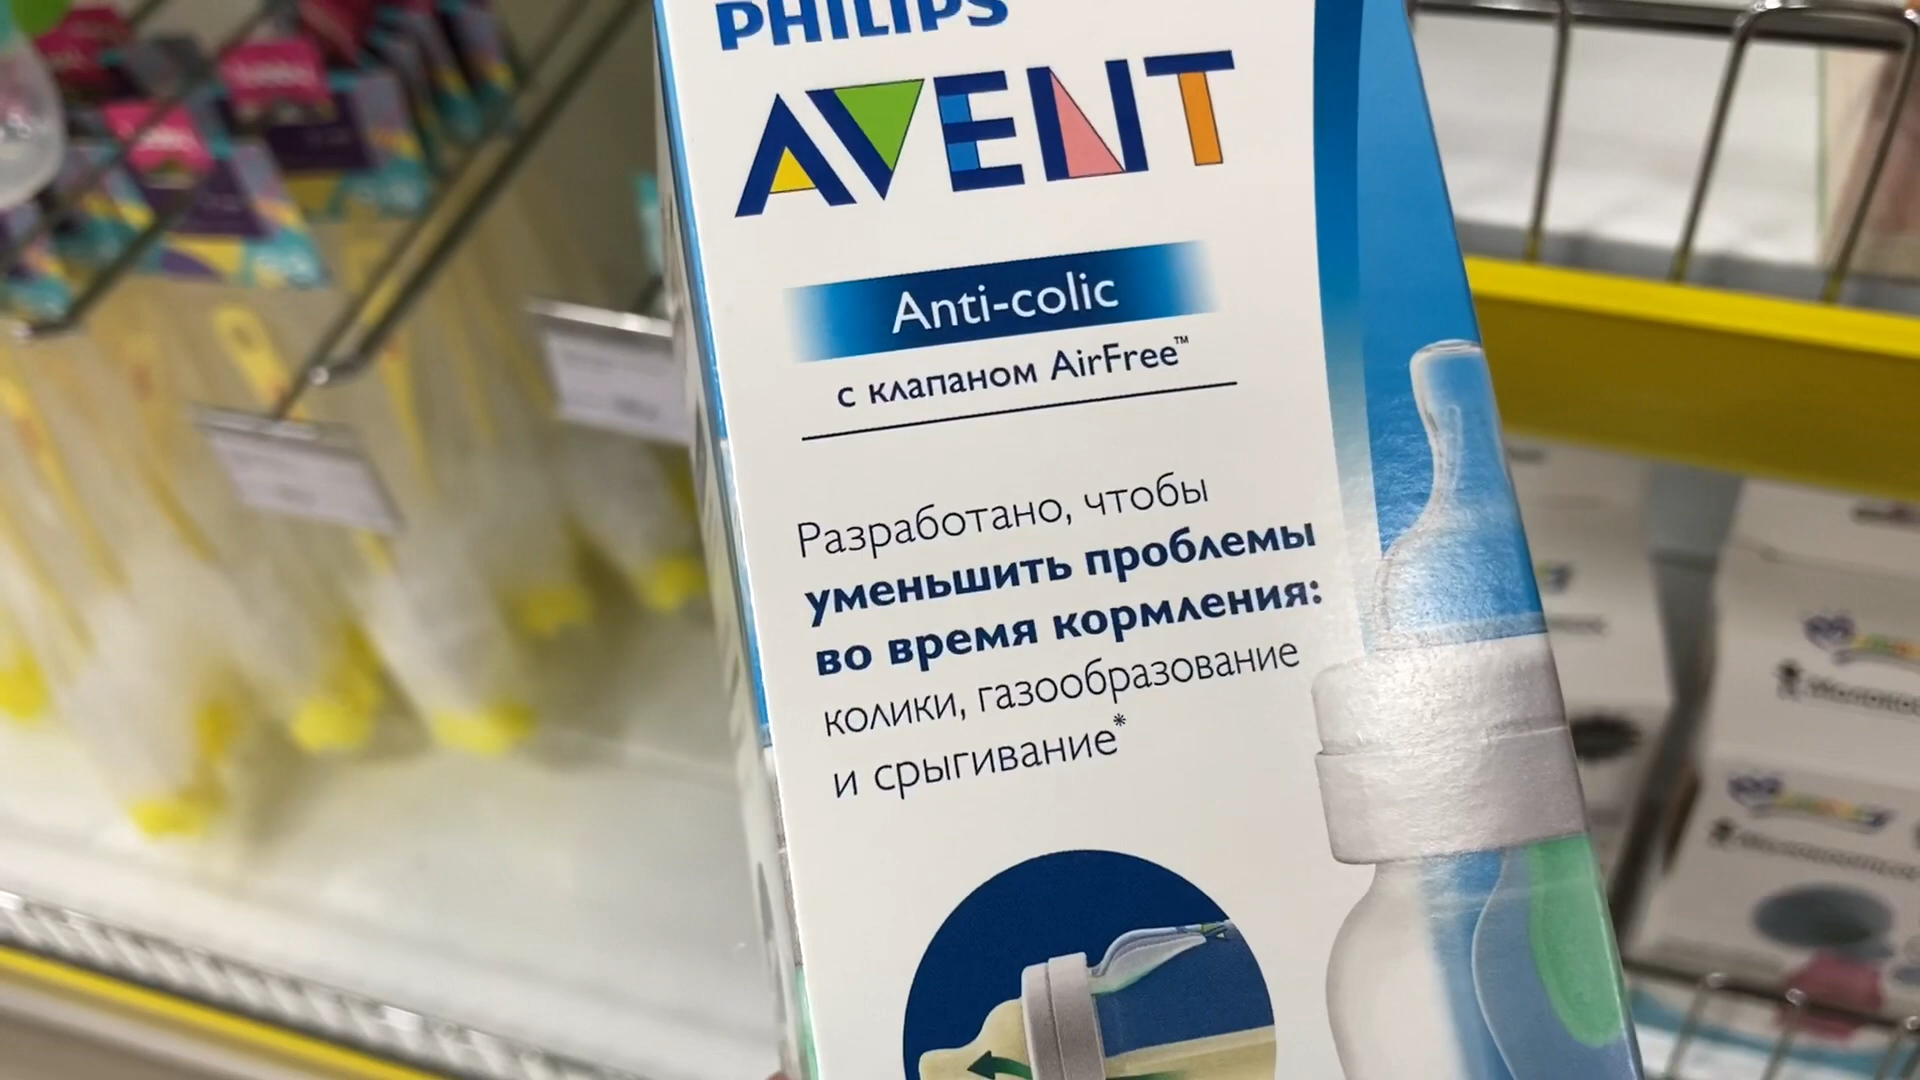 PHILIPS
AVENT
Anti-colic
с клапаном AirFree™
Разработано, чтобы
уменьшить проблемы
во время кормления:
колики, газообразование
и срыгивание*